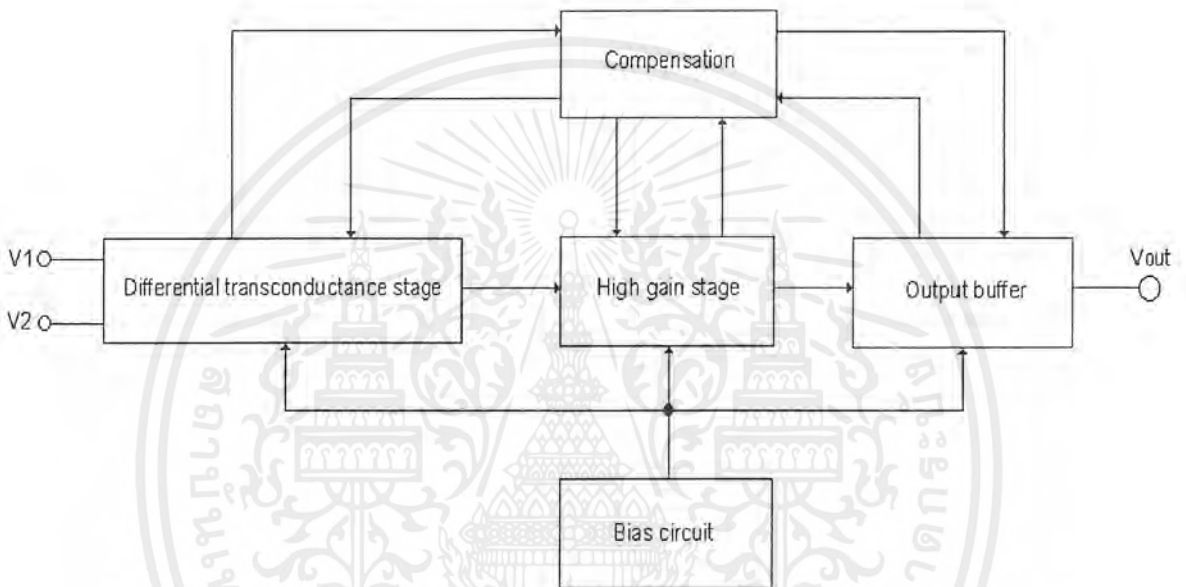 Compensation
V1
V2
Differential transconductance stage
High gain stage
Output buffer
Vout
Bias circuit